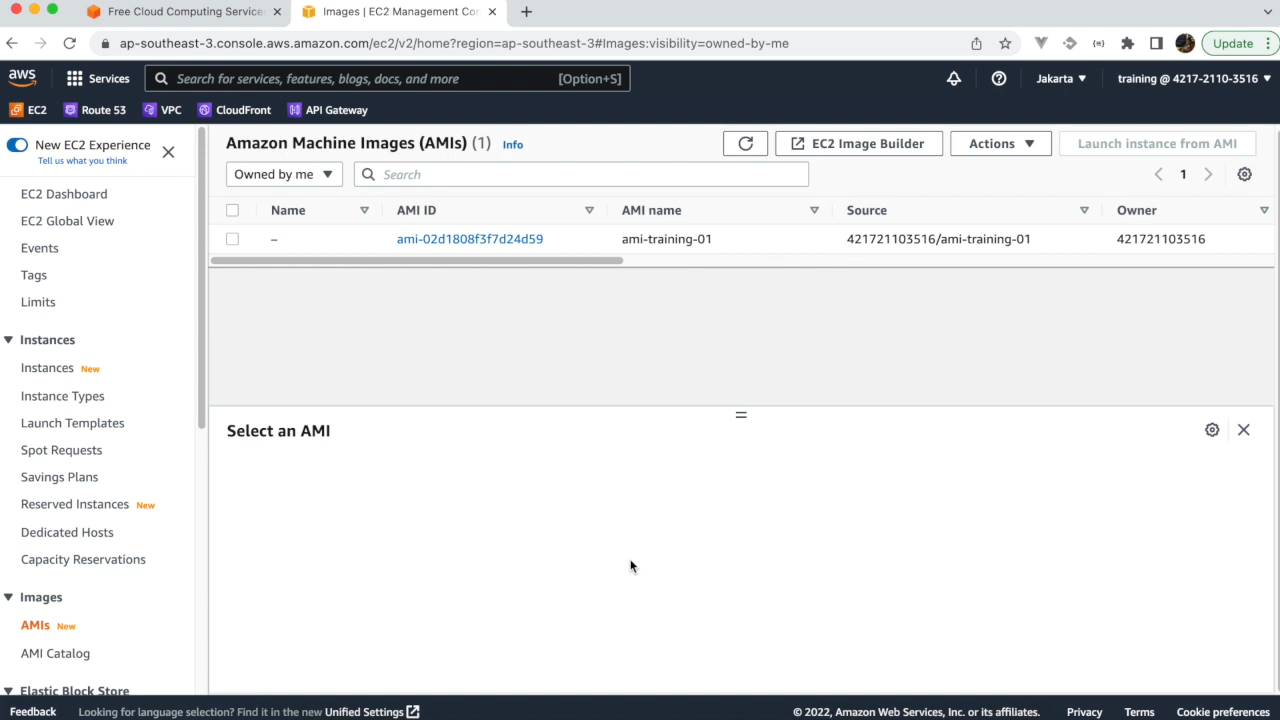 Free Cloud Computing Service
Images | EC2 Management Con
ap-southeast-3.console.aws.amazon.com/ec2/v2/home?region=ap-southeast-3#Images:visibility=owned-by-me
Update
aws
Services
Search for services, features, blogs, docs, and more
[Option+S]
Jakarta
training @ 4217-2110-3516
EC2
Route 53
VPC
CloudFront
API Gateway
New EC2 Experience
Tell us what you think
EC2 Dashboard
EC2 Global View
Events
Tags
Limits
Instances
Instances New
Instance Types
Launch Templates
Spot Requests
Savings Plans
Reserved Instances New
Dedicated Hosts
Capacity Reservations
Images
AMIs New
AMI Catalog
Elastic Block Store
Amazon Machine Images (AMIs) (1) Info
EC2 Image Builder
Actions
Launch instance from AMI
Owned by me
Search
1
Name
AMI ID
AMI name
Source
Owner
–
ami-02d1808f3f7d24d59
ami-training-01
421721103516/ami-training-01
421721103516
Select an AMI
Feedback
Looking for language selection? Find it in the new Unified Settings
© 2022, Amazon Web Services, Inc. or its affiliates.
Privacy
Terms
Cookie preferences